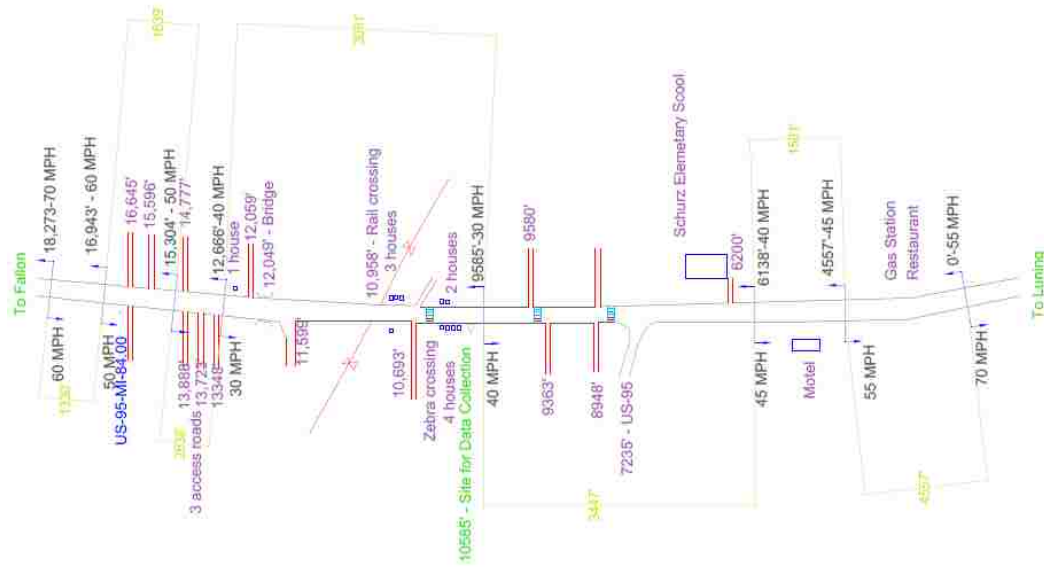 To Fallon
18,273-70 MPH
16,943' - 60 MPH
16,645'
15,596'
15,304' - 50 MPH
14,777'
12,666'-40 MPH
1 house
12,059'
12,049' - Bridge
10,958' - Rail crossing
3 houses
2 houses
9585'-30 MPH
9580'
Schurz Elemetary Scool
6200'
6138'-40 MPH
4557'-45 MPH
Gas Station
Restaurant
0'-55 MPH
To Luning
1639
1581'
60 MPH
50 MPH
US-95-MI-84.00
13,888'
13,723'
13348'
3 access roads
30 MPH
11,599
10,693'
Zebra crossing
4 houses
10585' - Site for Data Collection
40 MPH
9363'
8948'
7235' - US-95
45 MPH
Motel
55 MPH
70 MPH
1330'
3447'
4557'